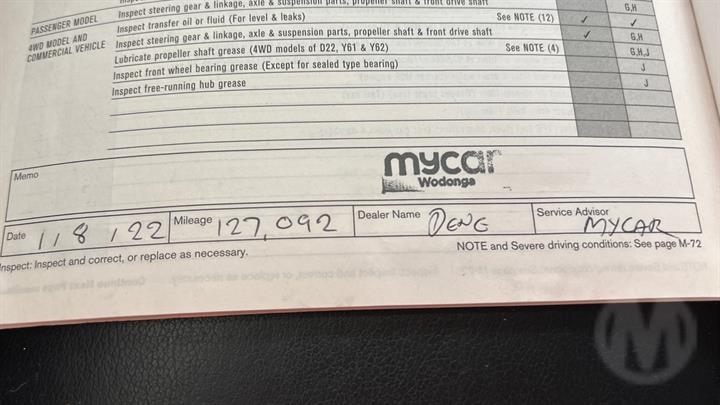 Inspect steering gear & linkage, axle & suspension parts, propeller shaft & front drive shaft G,H
PASSENGER MODEL Inspect transfer oil or fluid (For level & leaks) See NOTE (12) ✓ ✓
4WD MODEL AND COMMERCIAL VEHICLE Inspect steering gear & linkage, axle & suspension parts, propeller shaft & front drive shaft ✓ G,H
Lubricate propeller shaft grease (4WD models of D22, Y61 & Y62) See NOTE (4) G,H,J
Inspect front wheel bearing grease (Except for sealed type bearing) J
Inspect free-running hub grease J
Memo
mycar
Wodonga
Date 1/8/22 Mileage 127,092 Dealer Name DENE Service Advisor MYCAR
Inspect: Inspect and correct, or replace as necessary. NOTE and Severe driving conditions: See page M-72
M